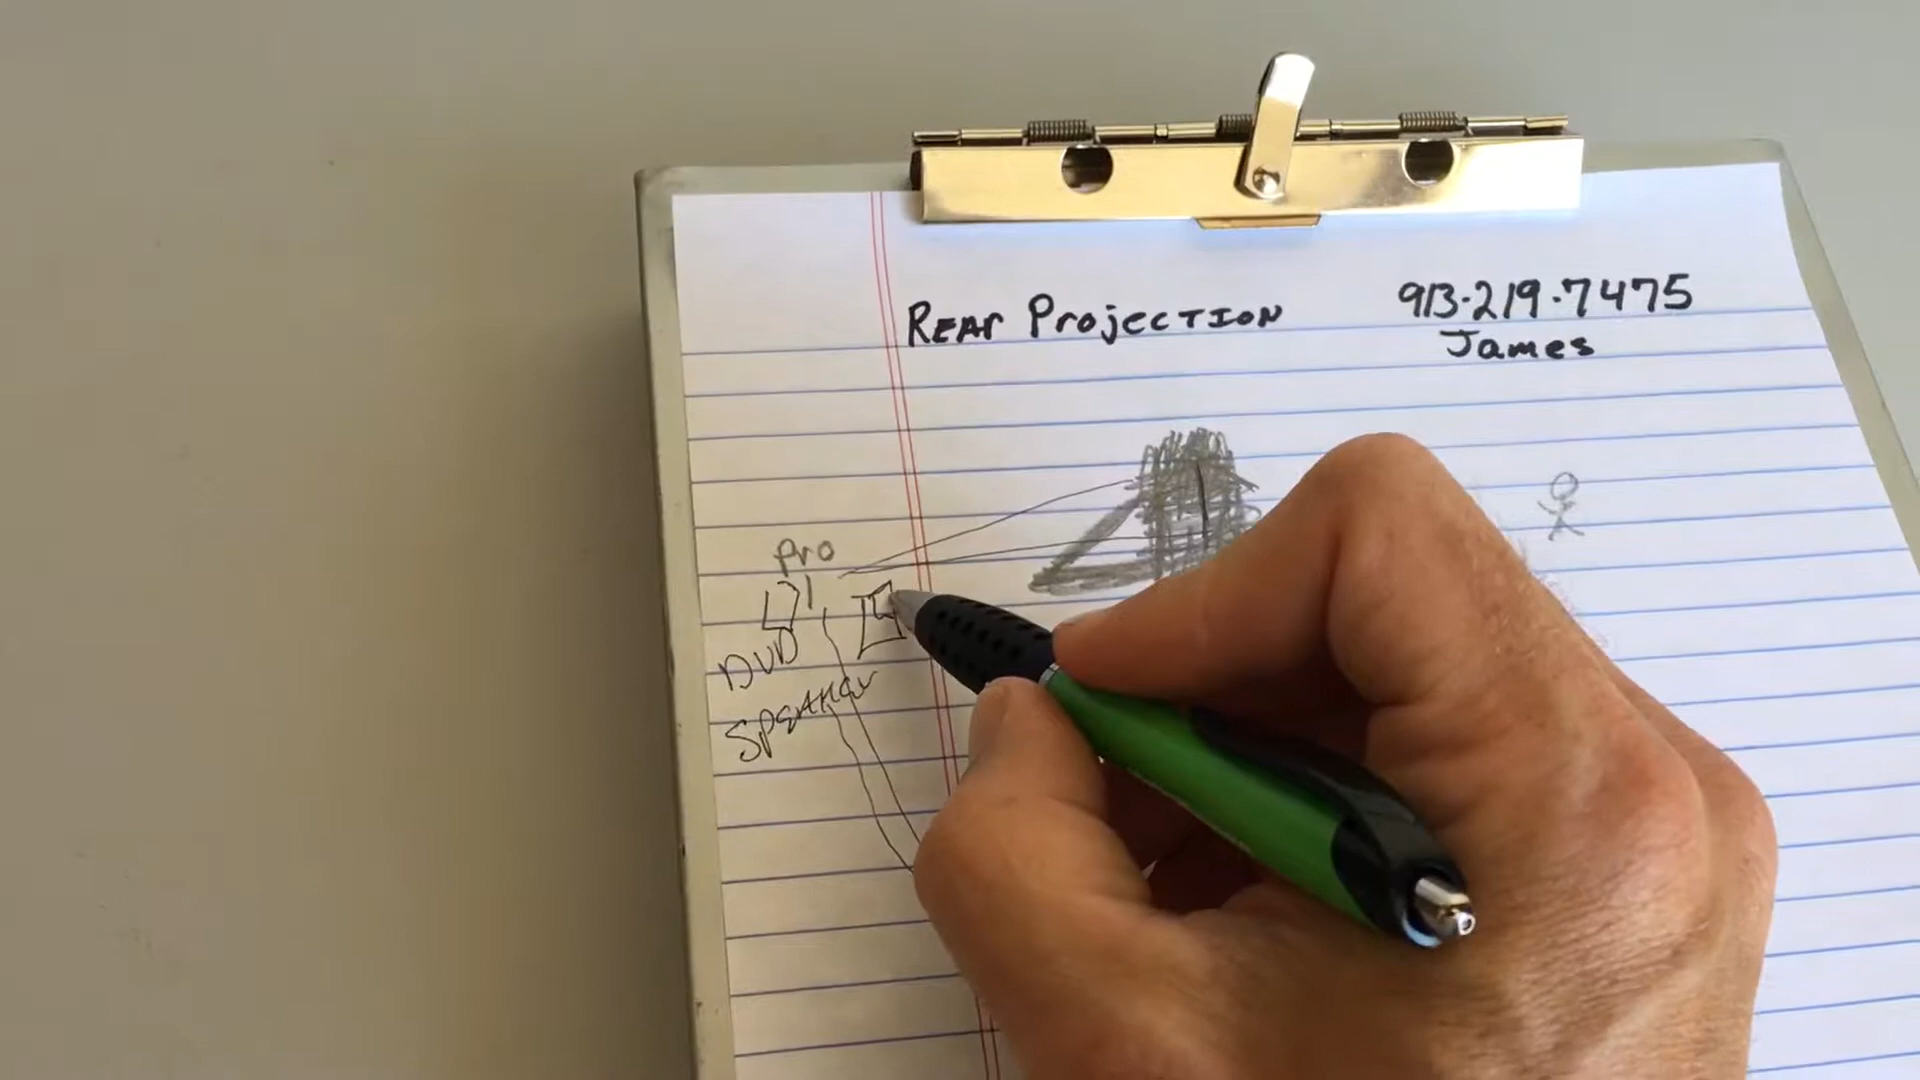 REAr ProjecTION
913.219.7475
James
Pro
DVD
SPEAKEr